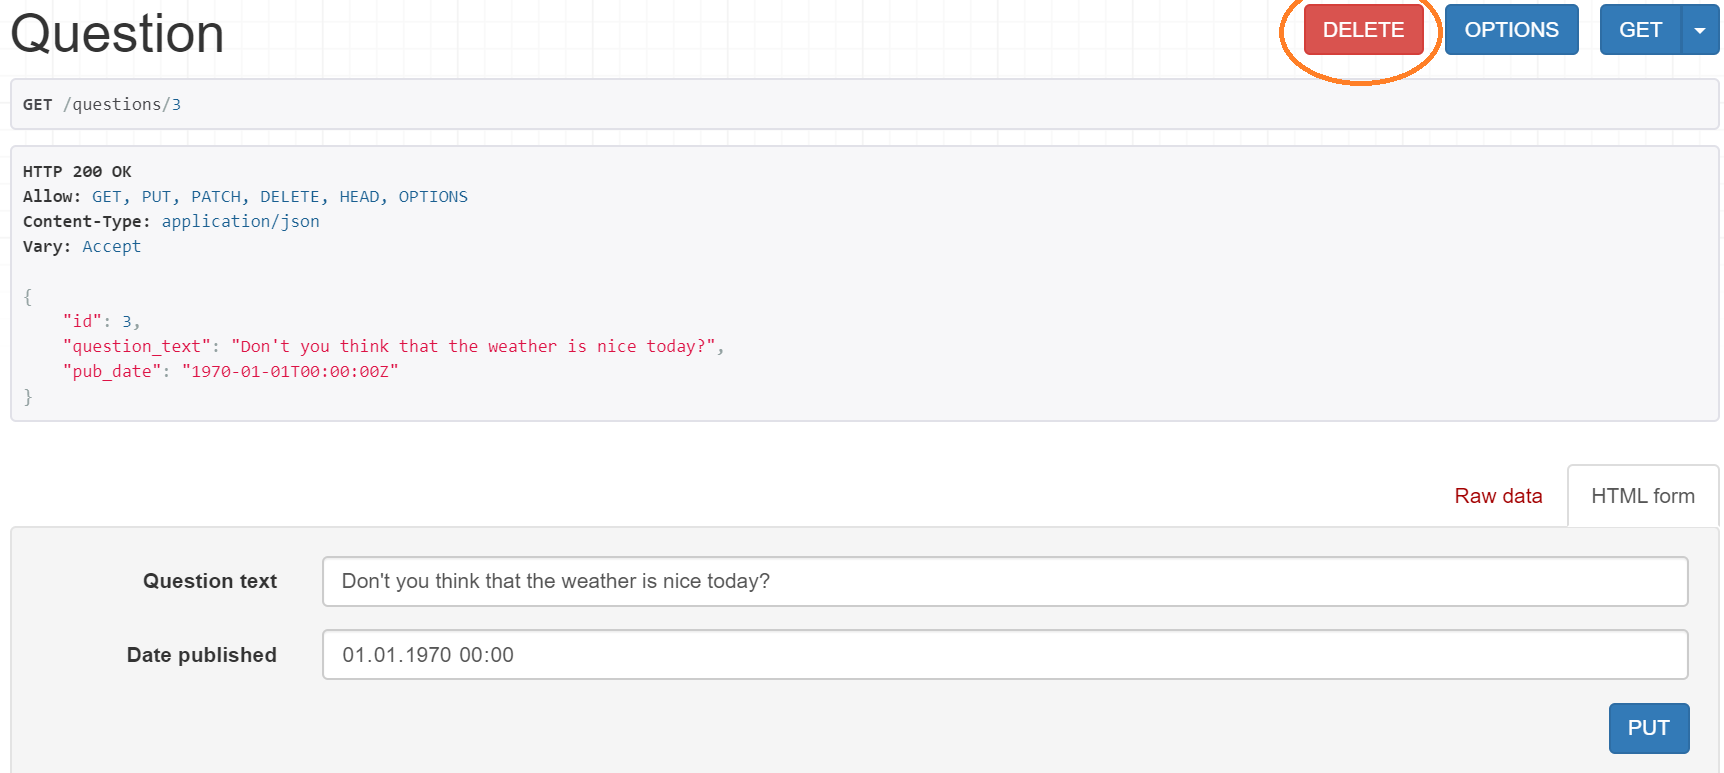 Question
DELETE
OPTIONS
GET
GET /questions/3
HTTP 200 OK
Allow: GET, PUT, PATCH, DELETE, HEAD, OPTIONS
Content-Type: application/json
Vary: Accept
{
"id": 3,
"question_text": "Don't you think that the weather is nice today?",
"pub_date": "1970-01-01T00:00:00Z"
}
Raw data
HTML form
Question text
Don't you think that the weather is nice today?
Date published
01.01.1970 00:00
PUT